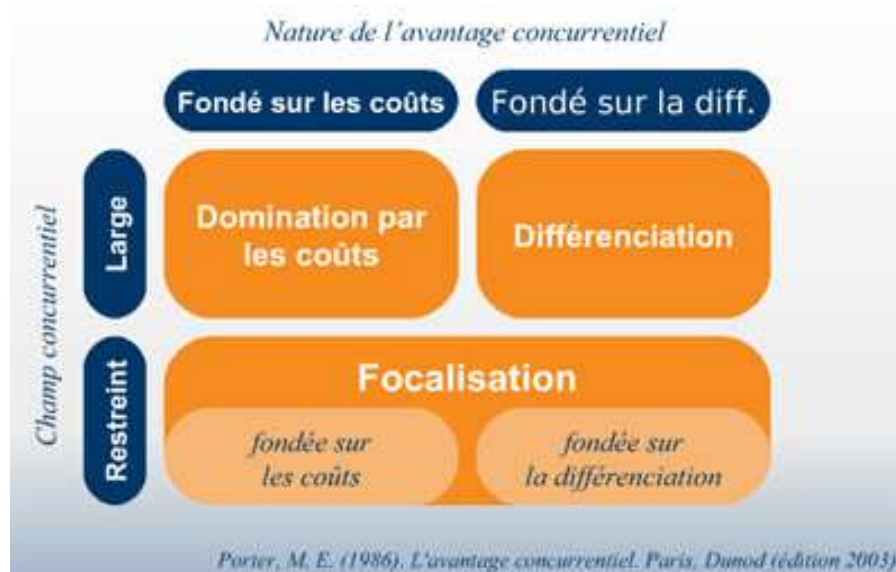 Nature de l'avantage concurrentiel
Fondé sur les coûts
Fondé sur la diff.
Champ concurrentiel
Large
Domination par
les coûts
Différenciation
Restreint
Focalisation
fondée sur
les coûts
fondée sur
la différenciation
Porter, M. E. (1986). L'avantage concurrentiel. Paris, Dunod (édition 2003)